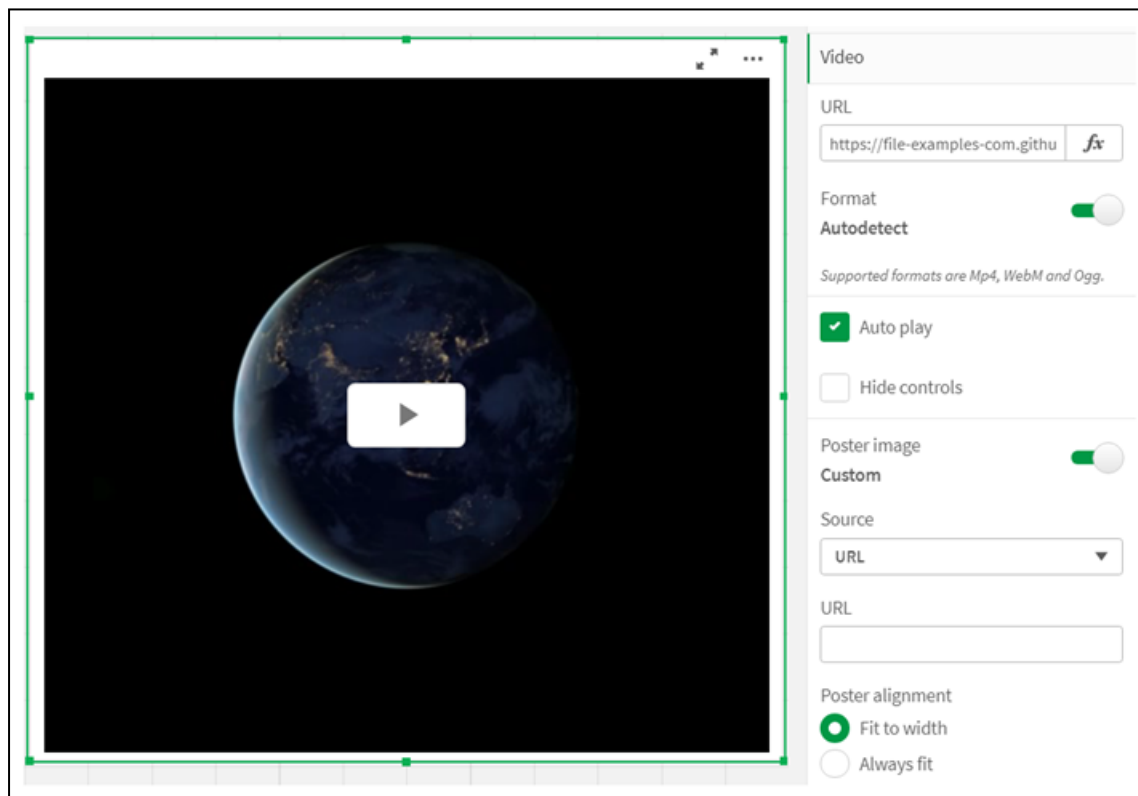 Video
URL
https://file-examples-com.githu
fx
Format
Autodetect
Supported formats are Mp4, WebM and Ogg.
Auto play
Hide controls
Poster image
Custom
Source
URL
URL
Poster alignment
Fit to width
Always fit